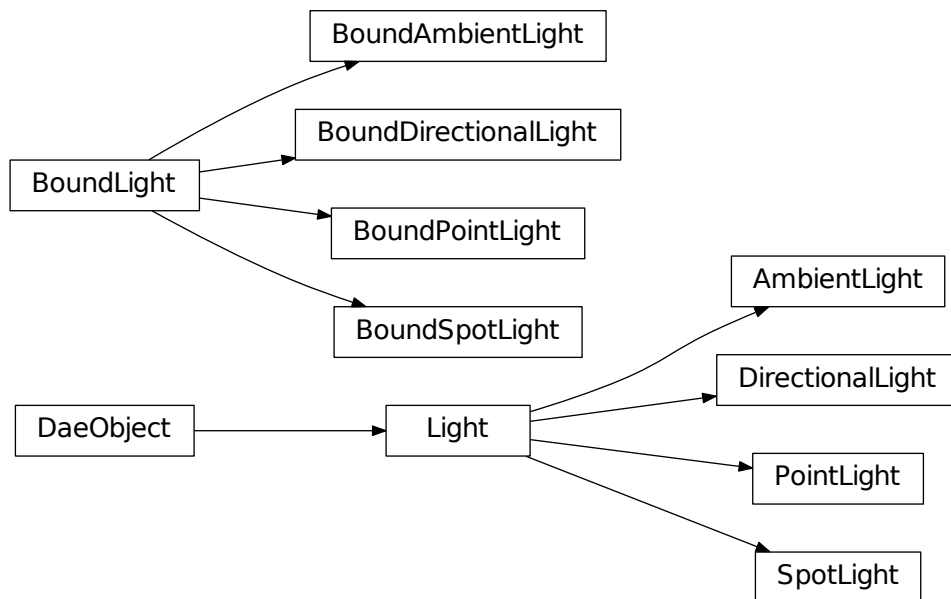 BoundAmbientLight
BoundDirectionalLight
BoundLight
BoundPointLight
BoundSpotLight
AmbientLight
DirectionalLight
DaeObject
Light
PointLight
SpotLight